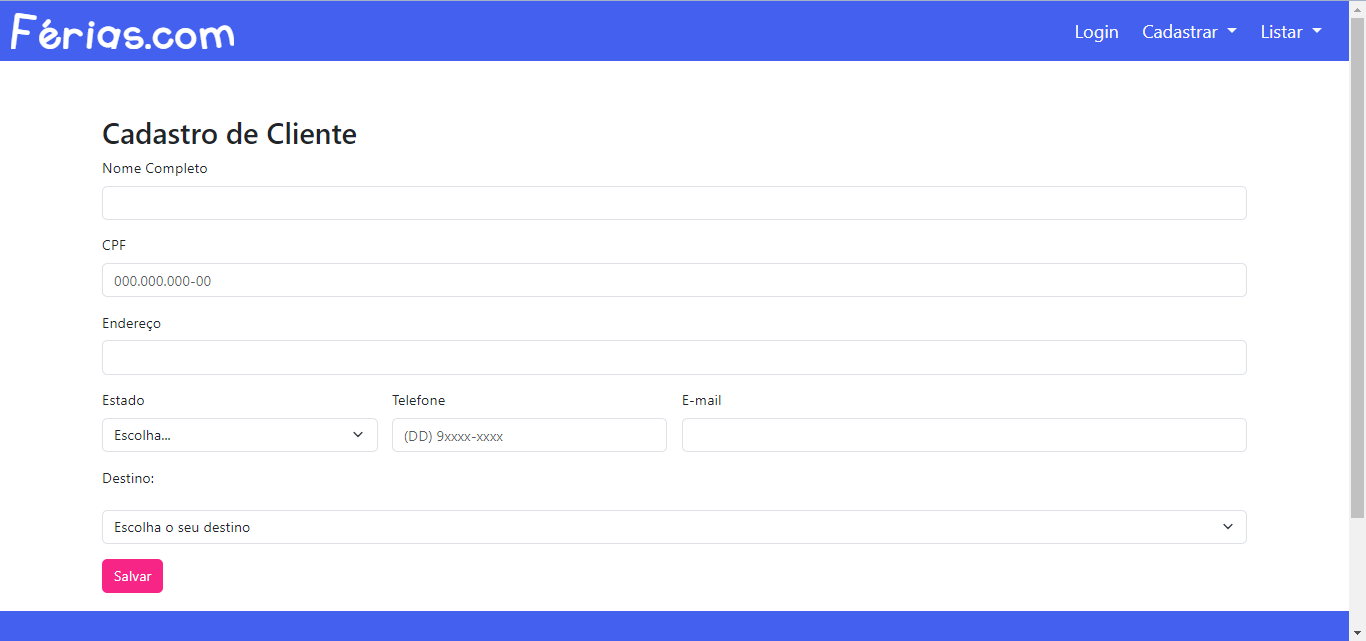 Férias.com
Login Cadastrar Listar
Cadastro de Cliente
Nome Completo
CPF
000.000.000-00
Endereço
Estado Telefone E-mail
Escolha... (DD) 9xxxx-xxxx
Destino:
Escolha o seu destino
Salvar